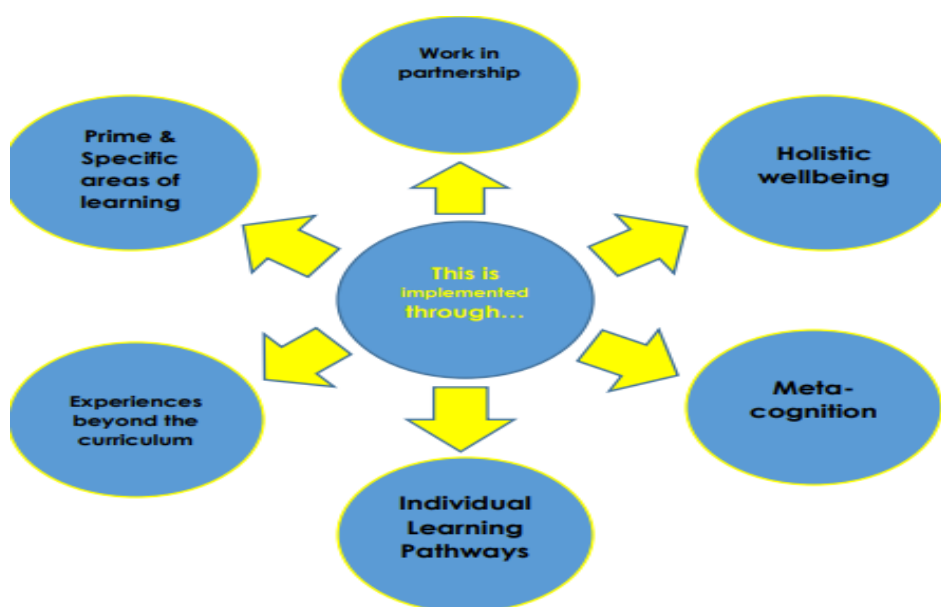 Work in
partnership
Prime &
Specific
areas of
learning
Holistic
wellbeing
This is
implemented
through...
Experiences
beyond the
curriculum
Meta-
cognition
Individual
Learning
Pathways